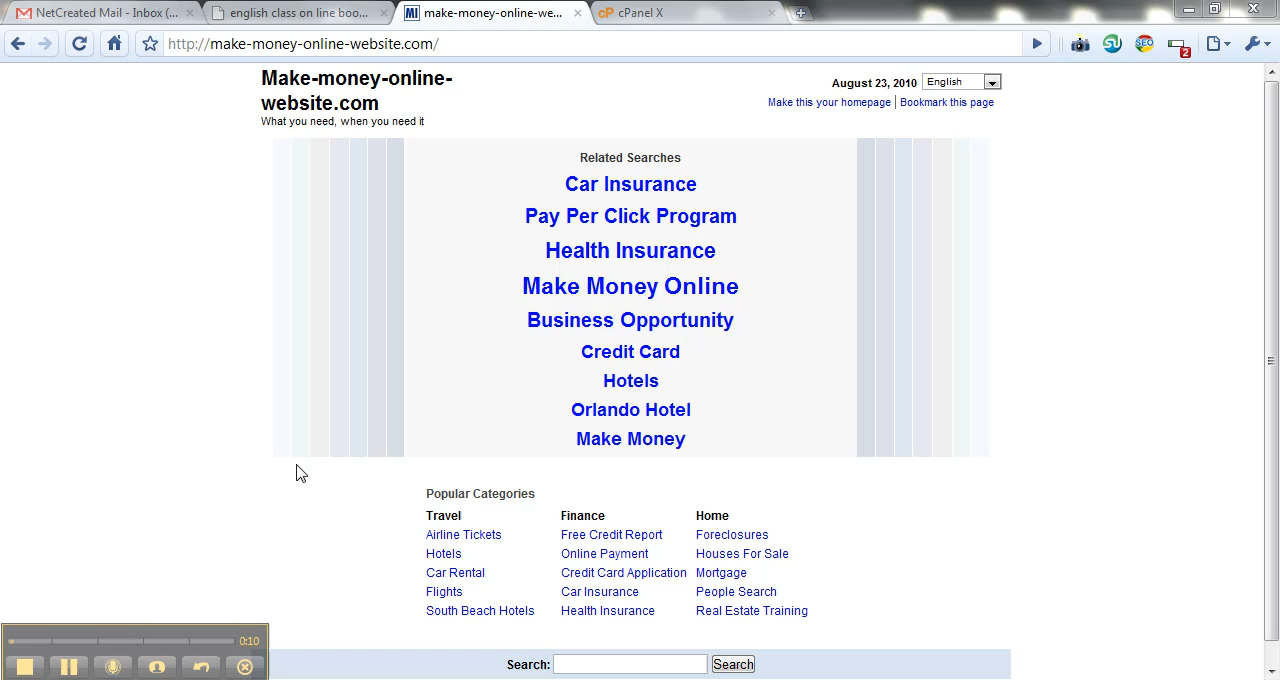 NetCreated Mail - Inbox (...
english class on line boo...
make-money-online-we...
cP cPanel X
http://make-money-online-website.com/
SEO
2
Make-money-online-
website.com
What you need, when you need it
August 23, 2010 English
Make this your homepage | Bookmark this page
Related Searches
Car Insurance
Pay Per Click Program
Health Insurance
Make Money Online
Business Opportunity
Credit Card
Hotels
Orlando Hotel
Make Money
Popular Categories
Travel Finance Home
Airline Tickets Free Credit Report Foreclosures
Hotels Online Payment Houses For Sale
Car Rental Credit Card Application Mortgage
Flights Car Insurance People Search
South Beach Hotels Health Insurance Real Estate Training
0:10
Search: Search